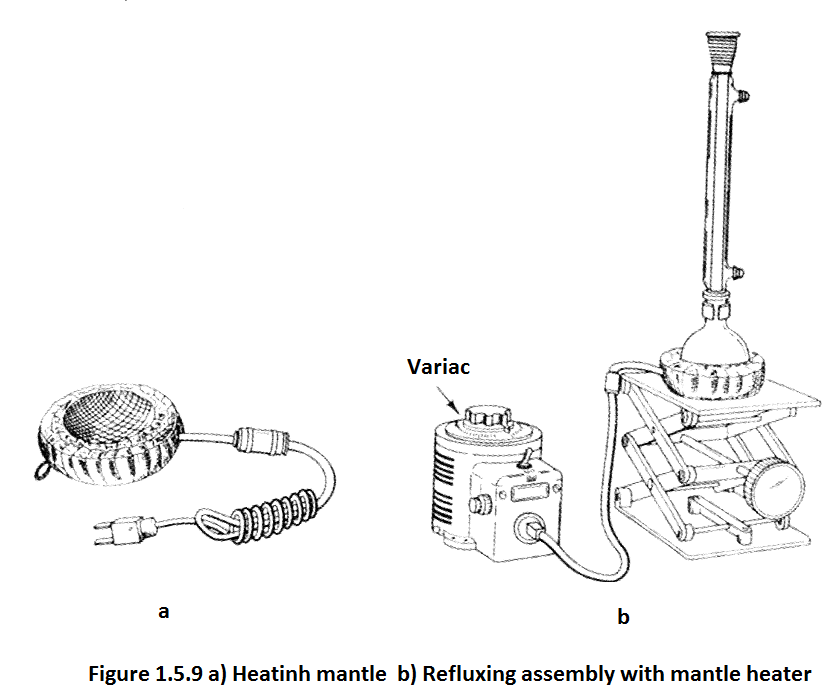 Variac
a
b
Figure 1.5.9 a) Heatinh mantle b) Refluxing assembly with mantle heater